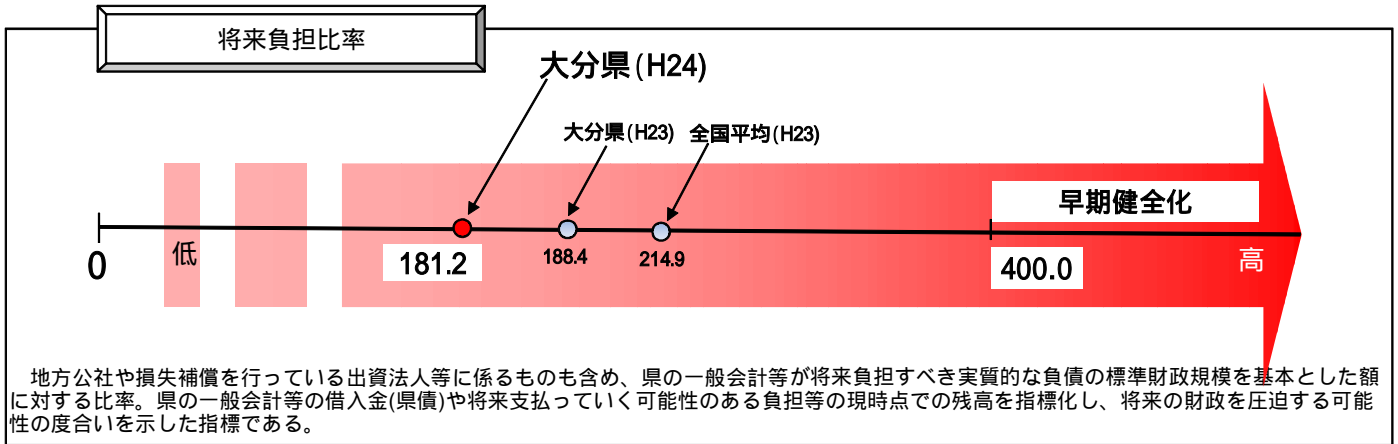 将来負担比率
大分県(H24)
大分県(H23) 全国平均(H23)
早期健全化
0
低
181.2
188.4
214.9
400.0
高
地方公社や損失補償を行っている出資法人等に係るものも含め、県の一般会計等が将来負担すべき実質的な負債の標準財政規模を基本とした額
に対する比率。県の一般会計等の借入金(県債)や将来支払っていく可能性のある負担等の現時点での残高を指標化し、将来の財政を圧迫する可能
性の度合いを示した指標である。